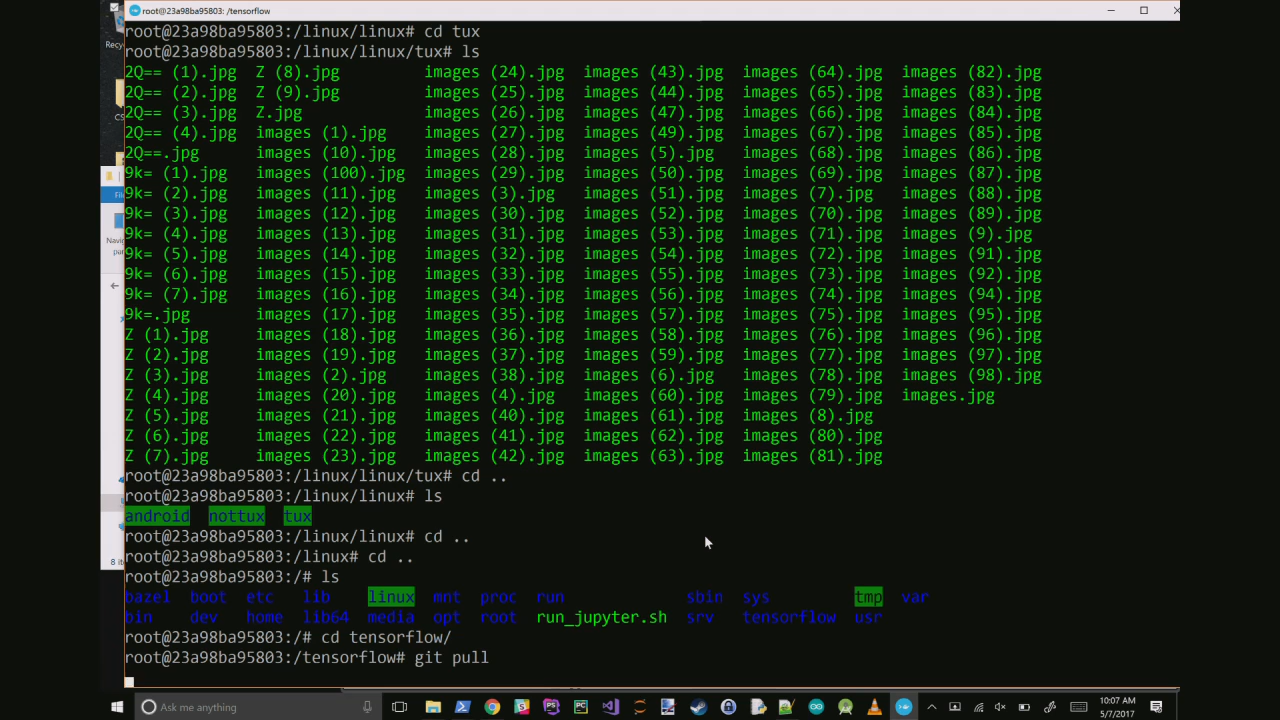 root@23a98ba95803: /tensorflow
root@23a98ba95803:/linux/linux# cd tux
root@23a98ba95803:/linux/linux/tux# ls
2Q== (1).jpg Z (8).jpg images (24).jpg images (43).jpg images (64).jpg images (82).jpg
2Q== (2).jpg Z (9).jpg images (25).jpg images (44).jpg images (65).jpg images (83).jpg
2Q== (3).jpg Z.jpg images (26).jpg images (47).jpg images (66).jpg images (84).jpg
2Q== (4).jpg images (1).jpg images (27).jpg images (49).jpg images (67).jpg images (85).jpg
2Q==.jpg images (10).jpg images (28).jpg images (5).jpg images (68).jpg images (86).jpg
9k= (1).jpg images (100).jpg images (29).jpg images (50).jpg images (69).jpg images (87).jpg
9k= (2).jpg images (11).jpg images (3).jpg images (51).jpg images (7).jpg images (88).jpg
9k= (3).jpg images (12).jpg images (30).jpg images (52).jpg images (70).jpg images (89).jpg
9k= (4).jpg images (13).jpg images (31).jpg images (53).jpg images (71).jpg images (9).jpg
9k= (5).jpg images (14).jpg images (32).jpg images (54).jpg images (72).jpg images (91).jpg
9k= (6).jpg images (15).jpg images (33).jpg images (55).jpg images (73).jpg images (92).jpg
9k= (7).jpg images (16).jpg images (34).jpg images (56).jpg images (74).jpg images (94).jpg
9k=.jpg images (17).jpg images (35).jpg images (57).jpg images (75).jpg images (95).jpg
Z (1).jpg images (18).jpg images (36).jpg images (58).jpg images (76).jpg images (96).jpg
Z (2).jpg images (19).jpg images (37).jpg images (59).jpg images (77).jpg images (97).jpg
Z (3).jpg images (2).jpg images (38).jpg images (6).jpg images (78).jpg images (98).jpg
Z (4).jpg images (20).jpg images (4).jpg images (60).jpg images (79).jpg images.jpg
Z (5).jpg images (21).jpg images (40).jpg images (61).jpg images (8).jpg
Z (6).jpg images (22).jpg images (41).jpg images (62).jpg images (80).jpg
Z (7).jpg images (23).jpg images (42).jpg images (63).jpg images (81).jpg
root@23a98ba95803:/linux/linux/tux# cd ..
root@23a98ba95803:/linux/linux# ls
android nottux tux
root@23a98ba95803:/linux/linux# cd ..
root@23a98ba95803:/linux# cd ..
root@23a98ba95803:/# ls
bazel boot etc lib linux mnt proc run sbin sys tmp var
bin dev home lib64 media opt root run_jupyter.sh srv tensorflow usr
root@23a98ba95803:/# cd tensorflow/
root@23a98ba95803:/tensorflow# git pull
Ask me anything
10:07 AM
5/7/2017